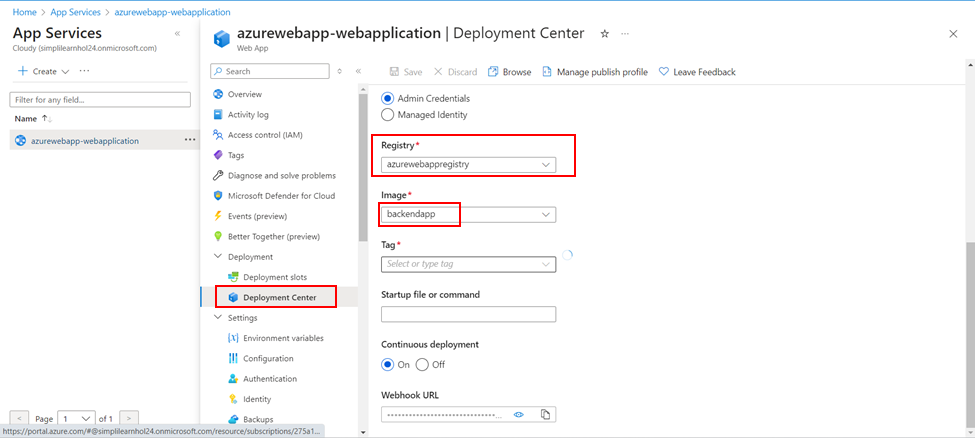 Home > App Services > azurewebapp-webapplication
App Services
Cloudy (simplilearnhol24.onmicrosoft.com)
+ Create
···
Filter for any field...
Name ↑↓
azurewebapp-webapplication
···
Page 1 of 1
https://portal.azure.com/#@simplilearnhol24.onmicrosoft.com/resource/subscriptions/275a1...
azurewebapp-webapplication | Deployment Center
···
Web App
Search
Overview
Activity log
Access control (IAM)
Tags
Diagnose and solve problems
Microsoft Defender for Cloud
Events (preview)
Better Together (preview)
Deployment
Deployment slots
Deployment Center
Settings
Environment variables
Configuration
Authentication
Identity
Backups
Save
Discard
Browse
Manage publish profile
Leave Feedback
Admin Credentials
Managed Identity
Registry*
azurewebappregistry
Image*
backendapp
Tag*
Select or type tag
Startup file or command
Continuous deployment
On
Off
Webhook URL